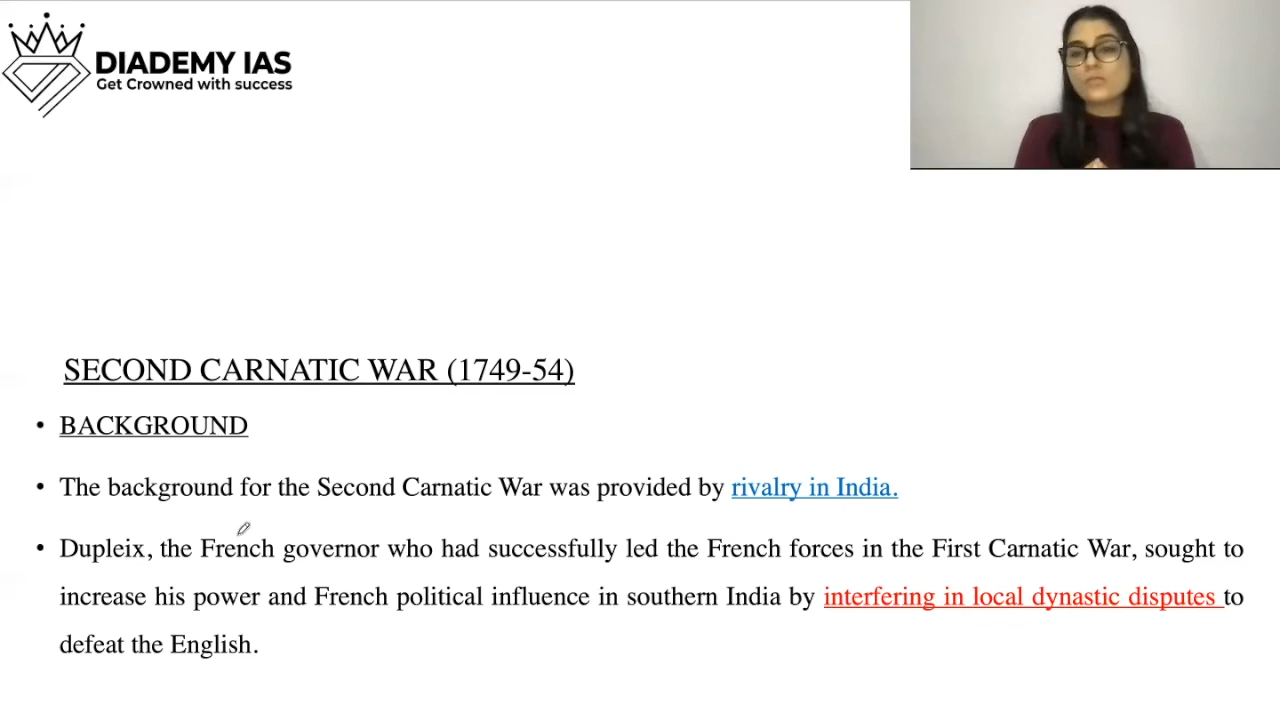 DIADEMY IAS
Get Crowned with success
SECOND CARNATIC WAR (1749-54)
• BACKGROUND
• The background for the Second Carnatic War was provided by rivalry in India.
• Dupleix, the French governor who had successfully led the French forces in the First Carnatic War, sought to
increase his power and French political influence in southern India by interfering in local dynastic disputes to
defeat the English.